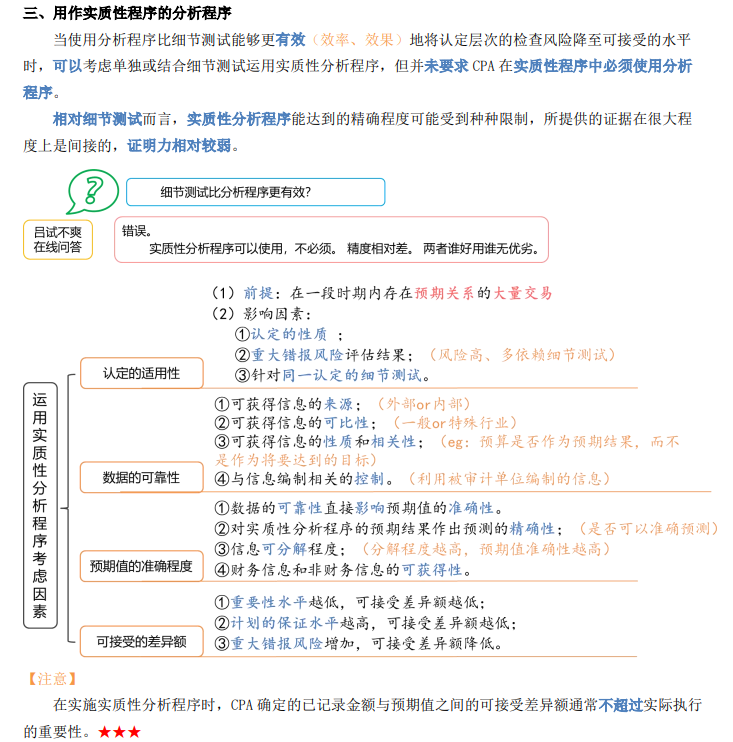 三、用作实质性程序的分析程序
当使用分析程序比细节测试能够更有效（效率、效果）地将认定层次的检查风险降至可接受的水平
时，可以考虑单独或结合细节测试运用实质性分析程序，但并未要求 CPA 在实质性程序中必须使用分析
程序。
相对细节测试而言，实质性分析程序能达到的精确程度可能受到种种限制，所提供的证据在很大程
度上是间接的，证明力相对较弱。
?
细节测试比分析程序更有效?
吕试不爽
在线问答
错误。
实质性分析程序可以使用，不必须。 精度相对差。 两者谁好用谁无优劣。
运用实质性分析程序考虑因素
认定的适用性
（1）前提：在一段时期内存在预期关系的大量交易
（2）影响因素：
①认定的性质 ；
②重大错报风险评估结果；（风险高、多依赖细节测试）
③针对同一认定的细节测试。
数据的可靠性
①可获得信息的来源；（外部or内部）
②可获得信息的可比性；（一般or特殊行业）
③可获得信息的性质和相关性；（eg：预算是否作为预期结果，而不
是作为将要达到的目标）
④与信息编制相关的控制。（利用被审计单位编制的信息）
预期值的准确程度
①数据的可靠性直接影响预期值的准确性。
②对实质性分析程序的预期结果作出预测的精确性；（是否可以准确预测）
③信息可分解程度；（分解程度越高，预期值准确性越高）
④财务信息和非财务信息的可获得性。
可接受的差异额
①重要性水平越低，可接受差异额越低；
②计划的保证水平越高，可接受差异额越低；
③重大错报风险增加，可接受差异额降低。
【注意】
在实施实质性分析程序时，CPA 确定的已记录金额与预期值之间的可接受差异额通常不超过实际执行
的重要性。★★★